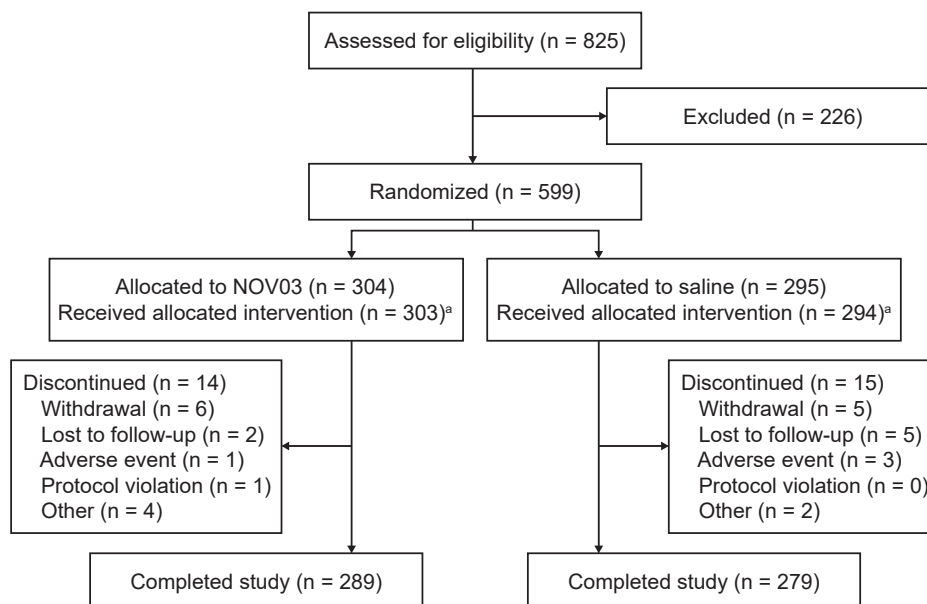 Assessed for eligibility (n = 825)
Excluded (n = 226)
Randomized (n = 599)
Allocated to NOV03 (n = 304)
Received allocated intervention (n = 303)ᵃ
Allocated to saline (n = 295)
Received allocated intervention (n = 294)ᵃ
Discontinued (n = 14)
Withdrawal (n = 6)
Lost to follow-up (n = 2)
Adverse event (n = 1)
Protocol violation (n = 1)
Other (n = 4)
Discontinued (n = 15)
Withdrawal (n = 5)
Lost to follow-up (n = 5)
Adverse event (n = 3)
Protocol violation (n = 0)
Other (n = 2)
Completed study (n = 289)
Completed study (n = 279)